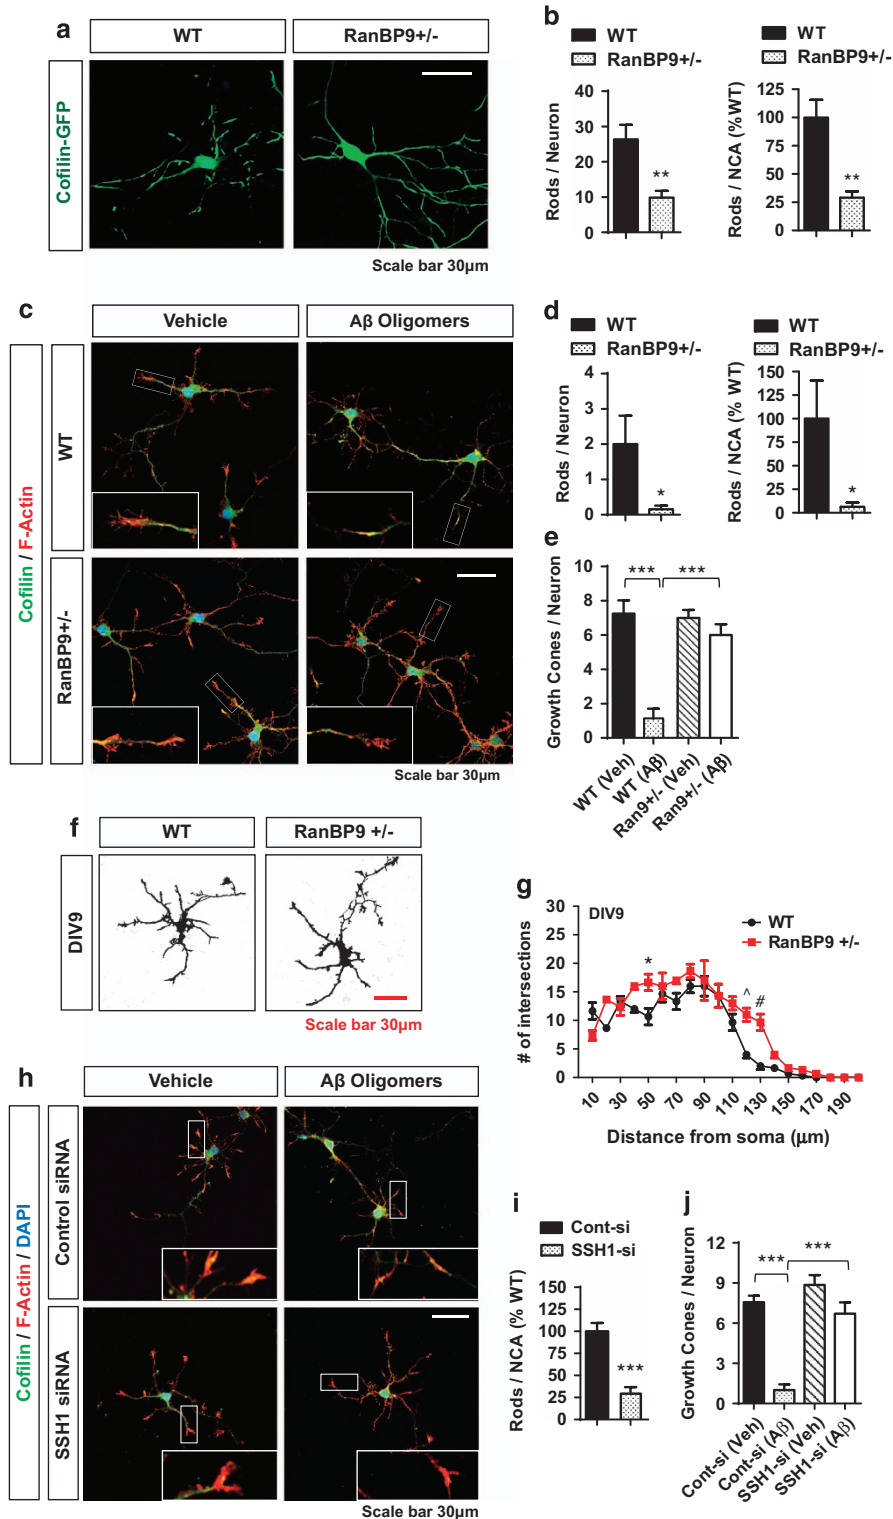 a
WT
RanBP9+/-
Cofilin-GFP
Scale bar 30µm
b
WT
RanBP9+/-
Rods / Neuron
40
30
20
10
0
**
WT
RanBP9+/-
Rods / NCA (%WT)
125
100
75
50
25
0
**
c
Vehicle
Aβ Oligomers
Cofilin / F-Actin
WT
RanBP9+/-
Scale bar 30µm
d
WT
RanBP9+/-
Rods / Neuron
4
3
2
1
0
*
WT
RanBP9+/-
Rods / NCA (% WT)
150
125
100
75
50
25
0
*
e
Growth Cones / Neuron
10
8
6
4
2
0
***
***
WT (Veh)
WT (Aβ)
Ran9+/- (Veh)
Ran9+/- (Aβ)
f
WT
RanBP9 +/-
DIV9
Scale bar 30µm
g
DIV9
WT
RanBP9 +/-
# of intersections
30
25
20
15
10
5
0
*
^
#
10 30 50 70 90 110 130 150 170 190
Distance from soma (µm)
h
Vehicle
Aβ Oligomers
Cofilin / F-Actin / DAPI
Control siRNA
SSH1 siRNA
Scale bar 30µm
i
Cont-si
SSH1-si
Rods / NCA (% WT)
150
125
100
75
50
25
0
***
j
Growth Cones / Neuron
12
9
6
3
0
***
***
Cont-si (Veh)
Cont-si (Aβ)
SSH1-si (Veh)
SSH1-si (Aβ)